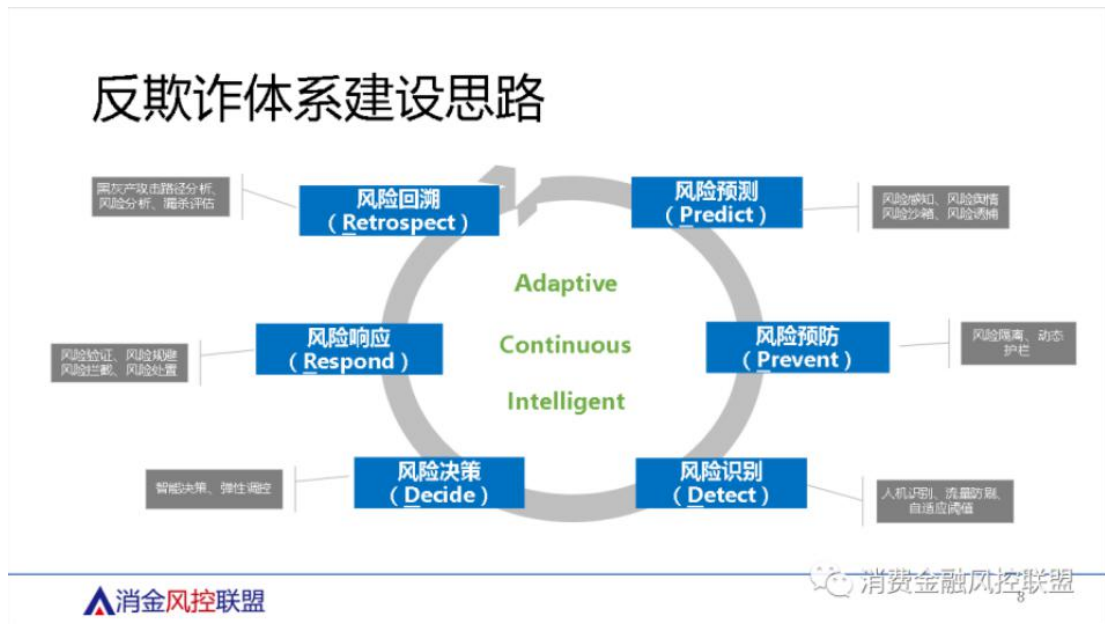 反欺诈体系建设思路
黑灰产攻击路径分析、
风险分析、漏杀评估
风险回溯
（Retrospect）
风险预测
（Predict）
风险感知、风险舆情
风险沙箱、风险诱捕
Adaptive
Continuous
Intelligent
风险验证、风险规避
风险拦截、风险处置
风险响应
（Respond）
风险预防
（Prevent）
风险隔离、动态
护栏
智能决策、弹性调控
风险决策
（Decide）
风险识别
（Detect）
人机识别、流量防刷、
自适应阈值
消金风控联盟
消费金融风控联盟
8